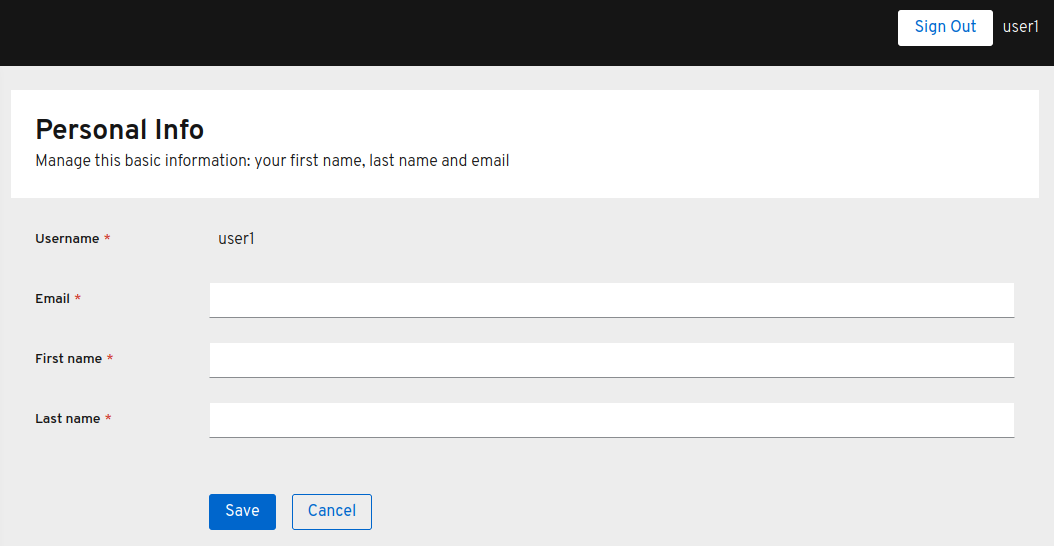 Sign Out user1
Personal Info
Manage this basic information: your first name, last name and email
Username * user1
Email *
First name *
Last name *
Save Cancel